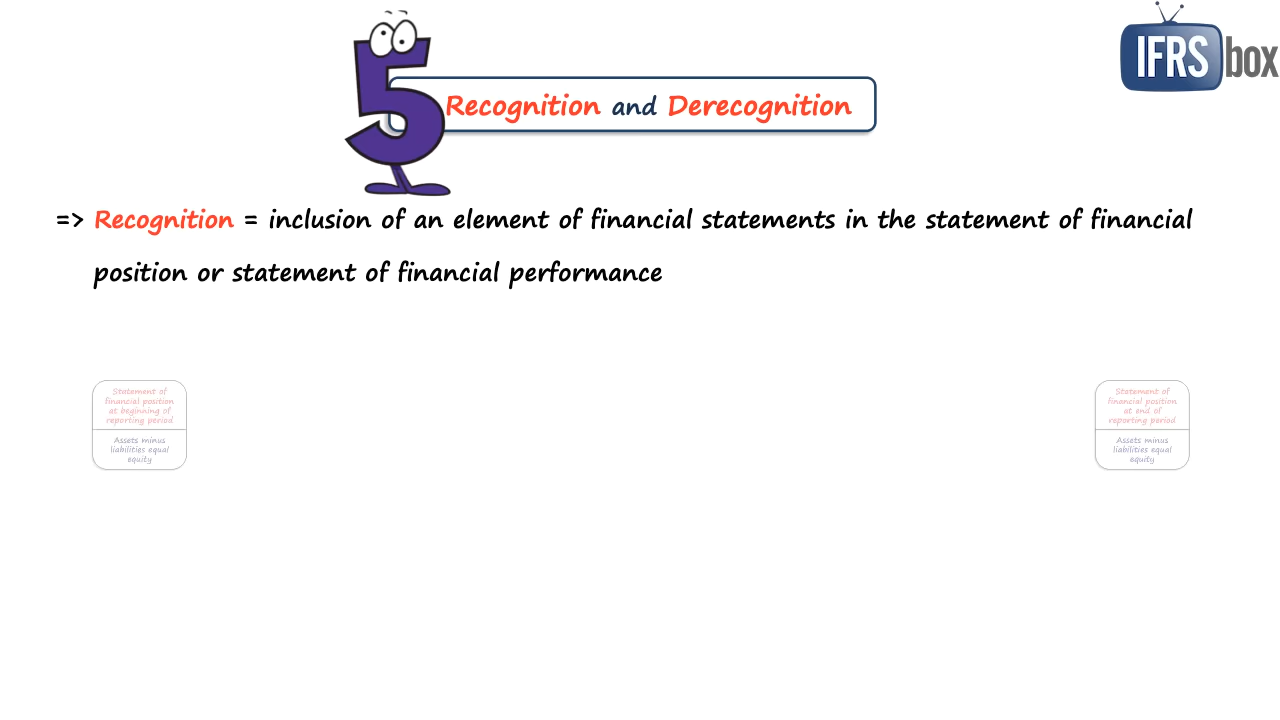 IFRS box
5
Recognition and Derecognition
=> Recognition = inclusion of an element of financial statements in the statement of financial
position or statement of financial performance
Statement of
financial position
at beginning of
reporting period
Assets minus
liabilities equal
equity
Statement of
financial position
at end of
reporting period
Assets minus
liabilities equal
equity